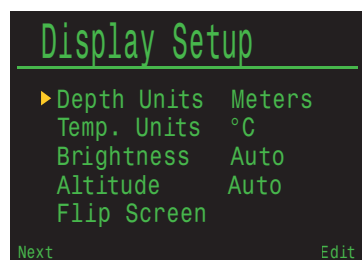 Display Setup
Depth Units Meters
Temp. Units °C
Brightness Auto
Altitude Auto
Flip Screen
Next Edit